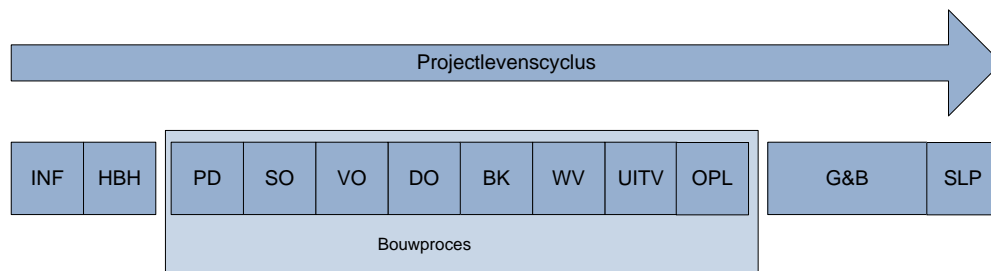 Projectlevenscyclus
INF HBH PD SO VO DO BK WV UITV OPL G&B SLP
Bouwproces